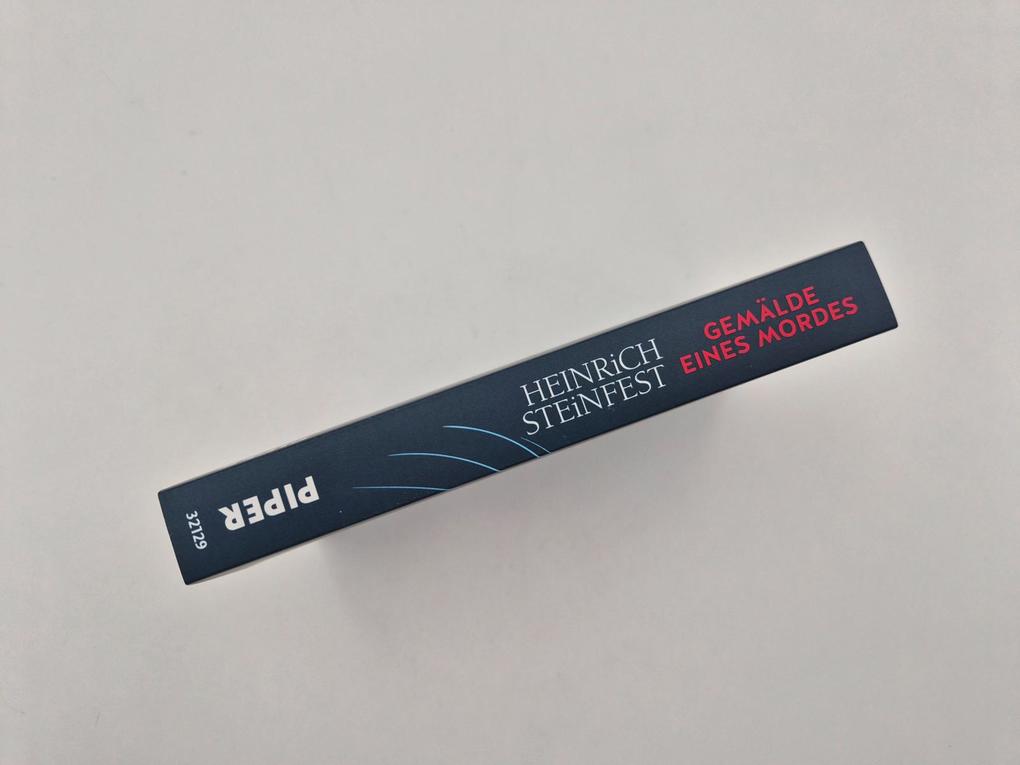 HEINRiCH
STEiNFEST
GEMÄLDE
EINES MORDES
PIPER
32129